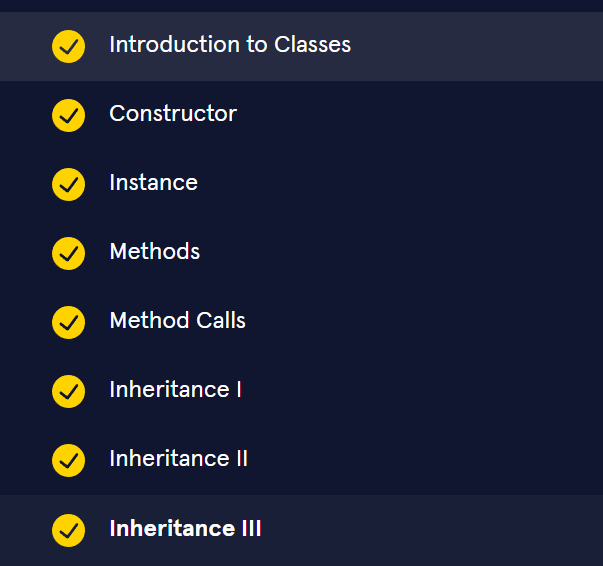 Introduction to Classes
Constructor
Instance
Methods
Method Calls
Inheritance I
Inheritance II
Inheritance III